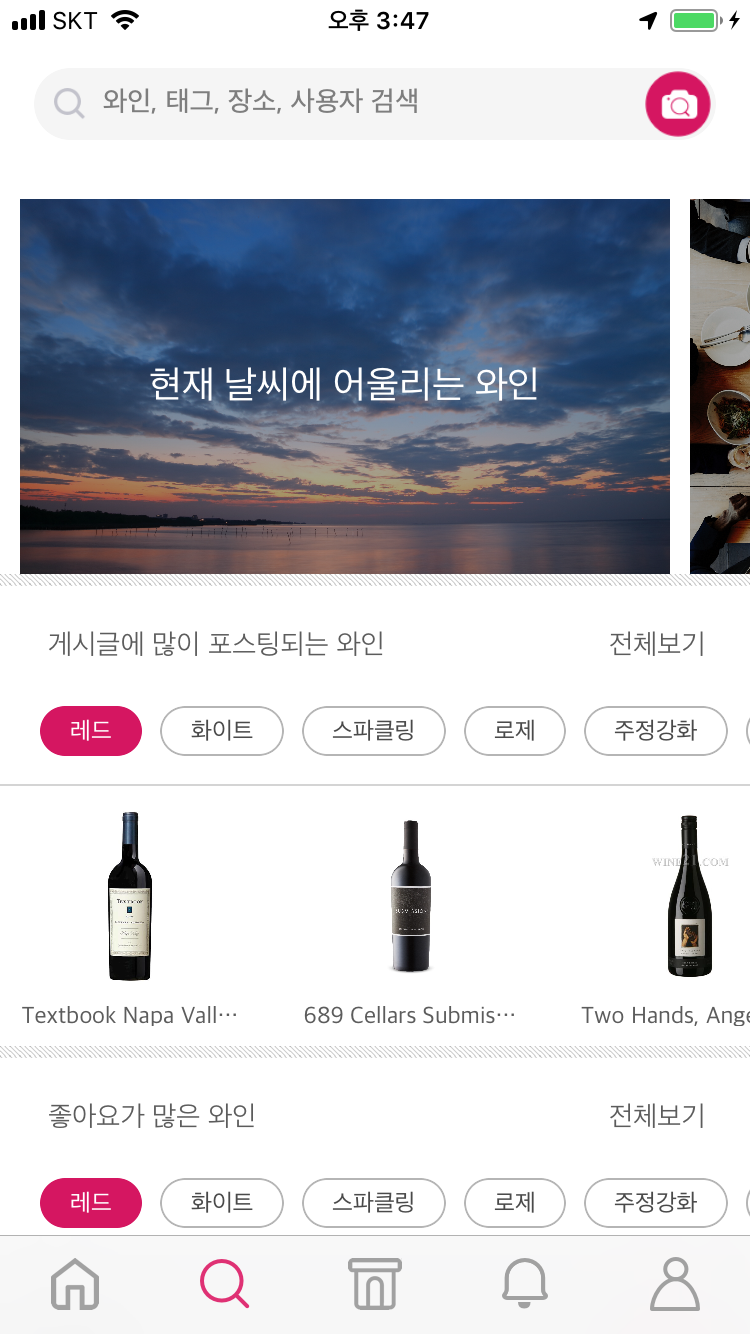 SKT 오후 3:47
와인, 태그, 장소, 사용자 검색
현재 날씨에 어울리는 와인
게시글에 많이 포스팅되는 와인 전체보기
레드 화이트 스파클링 로제 주정강화
WINE21.COM
TEXTBOOK
SUBMISSION
Textbook Napa Vall… 689 Cellars Submis… Two Hands, Ange
좋아요가 많은 와인 전체보기
레드 화이트 스파클링 로제 주정강화